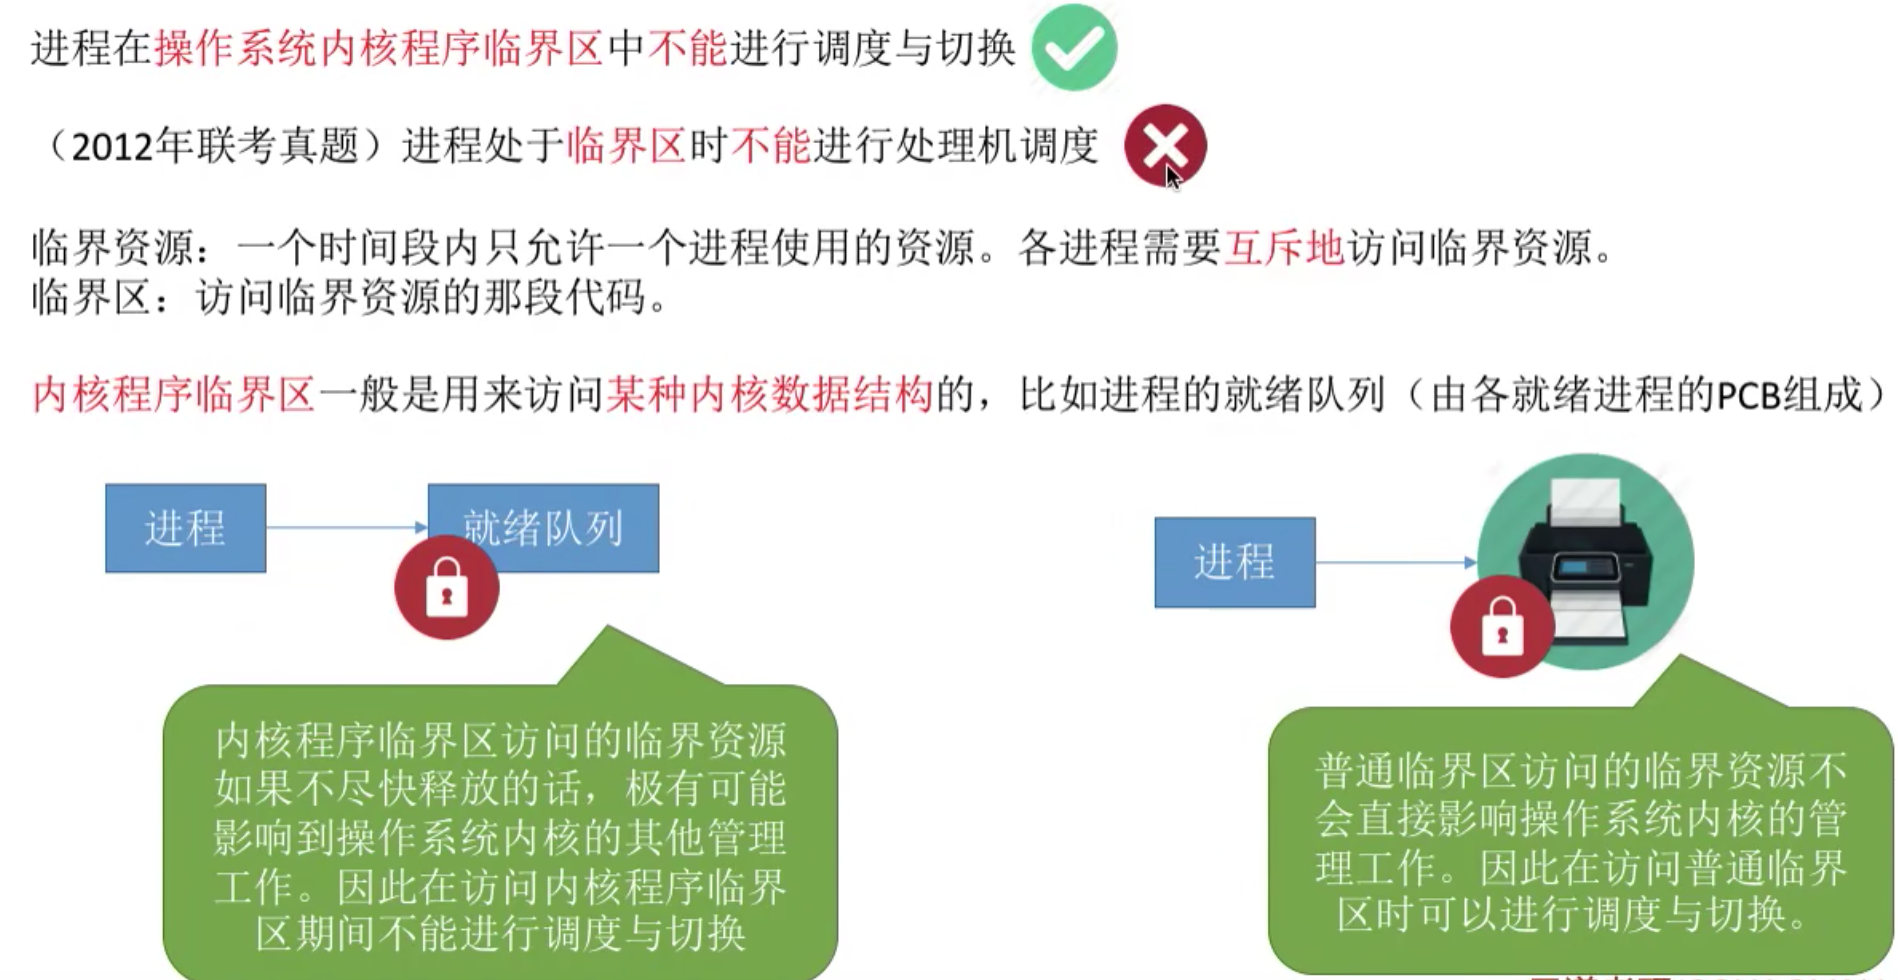 进程在操作系统内核程序临界区中不能进行调度与切换
（2012年联考真题）进程处于临界区时不能进行处理机调度
临界资源：一个时间段内只允许一个进程使用的资源。各进程需要互斥地访问临界资源。
临界区：访问临界资源的那段代码。
内核程序临界区一般是用来访问某种内核数据结构的，比如进程的就绪队列（由各就绪进程的PCB组成）
进程
就绪队列
内核程序临界区访问的临界资源
如果不尽快释放的话，极有可能
影响到操作系统内核的其他管理
工作。因此在访问内核程序临界
区期间不能进行调度与切换
进程
普通临界区访问的临界资源不
会直接影响操作系统内核的管
理工作。因此在访问普通临界
区时可以进行调度与切换。